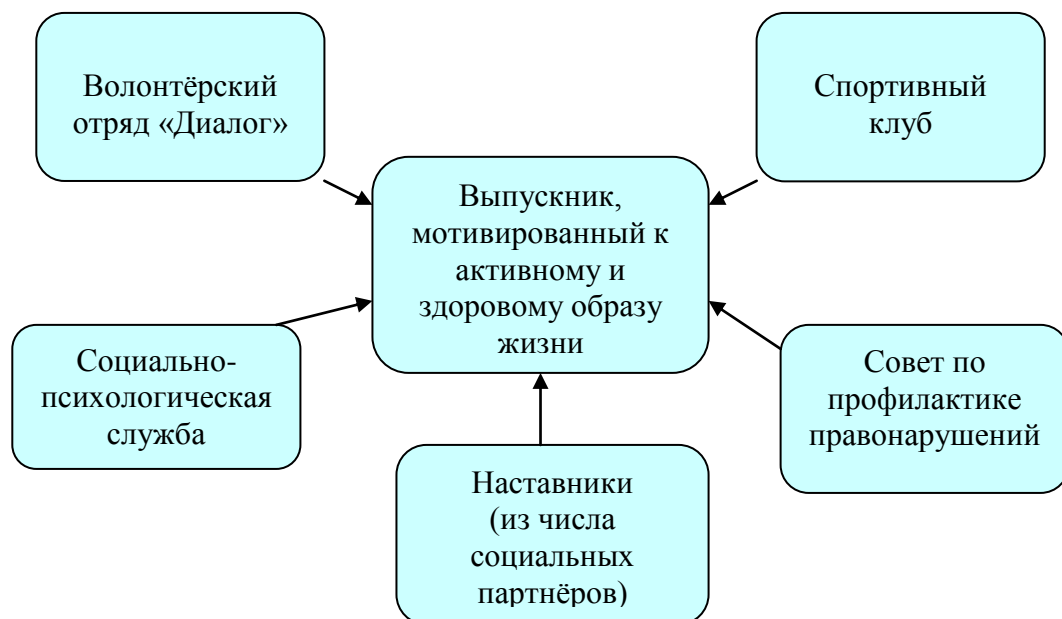 Волонтёрский
отряд «Диалог»
Спортивный
клуб
Выпускник,
мотивированный к
активному и
здоровому образу
жизни
Социально-
психологическая
служба
Совет по
профилактике
правонарушений
Наставники
(из числа
социальных
партнёров)